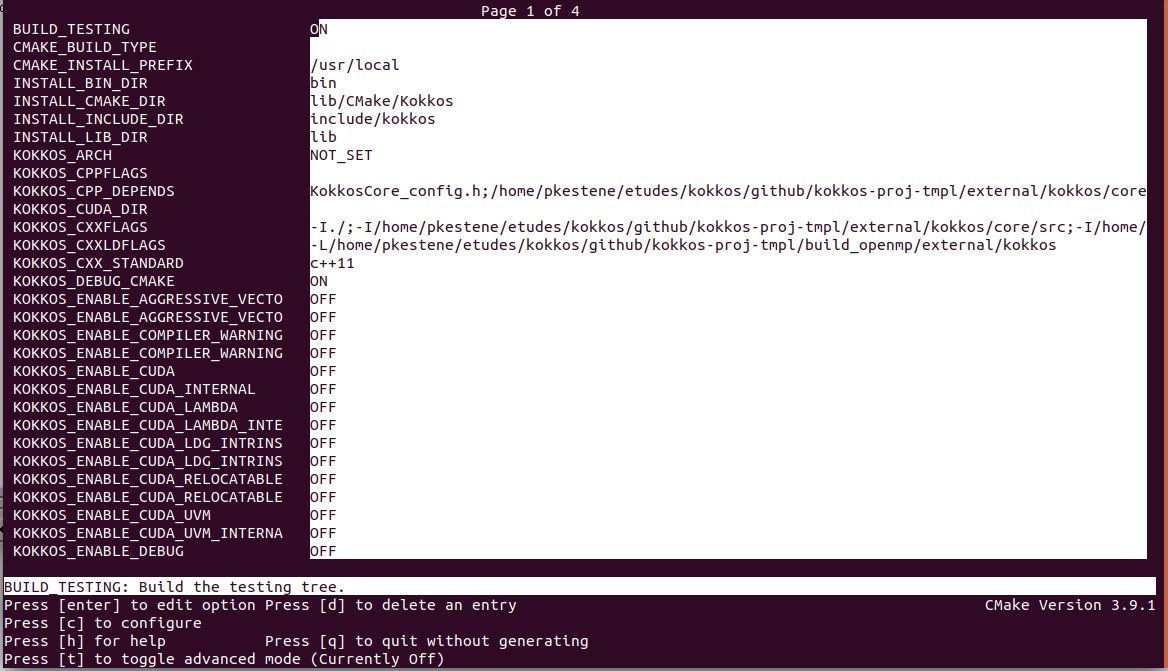 Page 1 of 4
BUILD_TESTING ON
CMAKE_BUILD_TYPE
CMAKE_INSTALL_PREFIX /usr/local
INSTALL_BIN_DIR bin
INSTALL_CMAKE_DIR lib/CMake/Kokkos
INSTALL_INCLUDE_DIR include/kokkos
INSTALL_LIB_DIR lib
KOKKOS_ARCH NOT_SET
KOKKOS_CPPFLAGS
KOKKOS_CPP_DEPENDS KokkosCore_config.h;/home/pkestene/etudes/kokkos/github/kokkos-proj-tmpl/external/kokkos/core
KOKKOS_CUDA_DIR
KOKKOS_CXXFLAGS -I./;-I/home/pkestene/etudes/kokkos/github/kokkos-proj-tmpl/external/kokkos/core/src;-I/home/
KOKKOS_CXXLDFLAGS -L/home/pkestene/etudes/kokkos/github/kokkos-proj-tmpl/build_openmp/external/kokkos
KOKKOS_CXX_STANDARD c++11
KOKKOS_DEBUG_CMAKE ON
KOKKOS_ENABLE_AGGRESSIVE_VECTO OFF
KOKKOS_ENABLE_AGGRESSIVE_VECTO OFF
KOKKOS_ENABLE_COMPILER_WARNING OFF
KOKKOS_ENABLE_COMPILER_WARNING OFF
KOKKOS_ENABLE_CUDA OFF
KOKKOS_ENABLE_CUDA_INTERNAL OFF
KOKKOS_ENABLE_CUDA_LAMBDA OFF
KOKKOS_ENABLE_CUDA_LAMBDA_INTE OFF
KOKKOS_ENABLE_CUDA_LDG_INTRINS OFF
KOKKOS_ENABLE_CUDA_LDG_INTRINS OFF
KOKKOS_ENABLE_CUDA_RELOCATABLE OFF
KOKKOS_ENABLE_CUDA_RELOCATABLE OFF
KOKKOS_ENABLE_CUDA_UVM OFF
KOKKOS_ENABLE_CUDA_UVM_INTERNA OFF
KOKKOS_ENABLE_DEBUG OFF
BUILD_TESTING: Build the testing tree.
Press [enter] to edit option Press [d] to delete an entry CMake Version 3.9.1
Press [c] to configure
Press [h] for help Press [q] to quit without generating
Press [t] to toggle advanced mode (Currently Off)